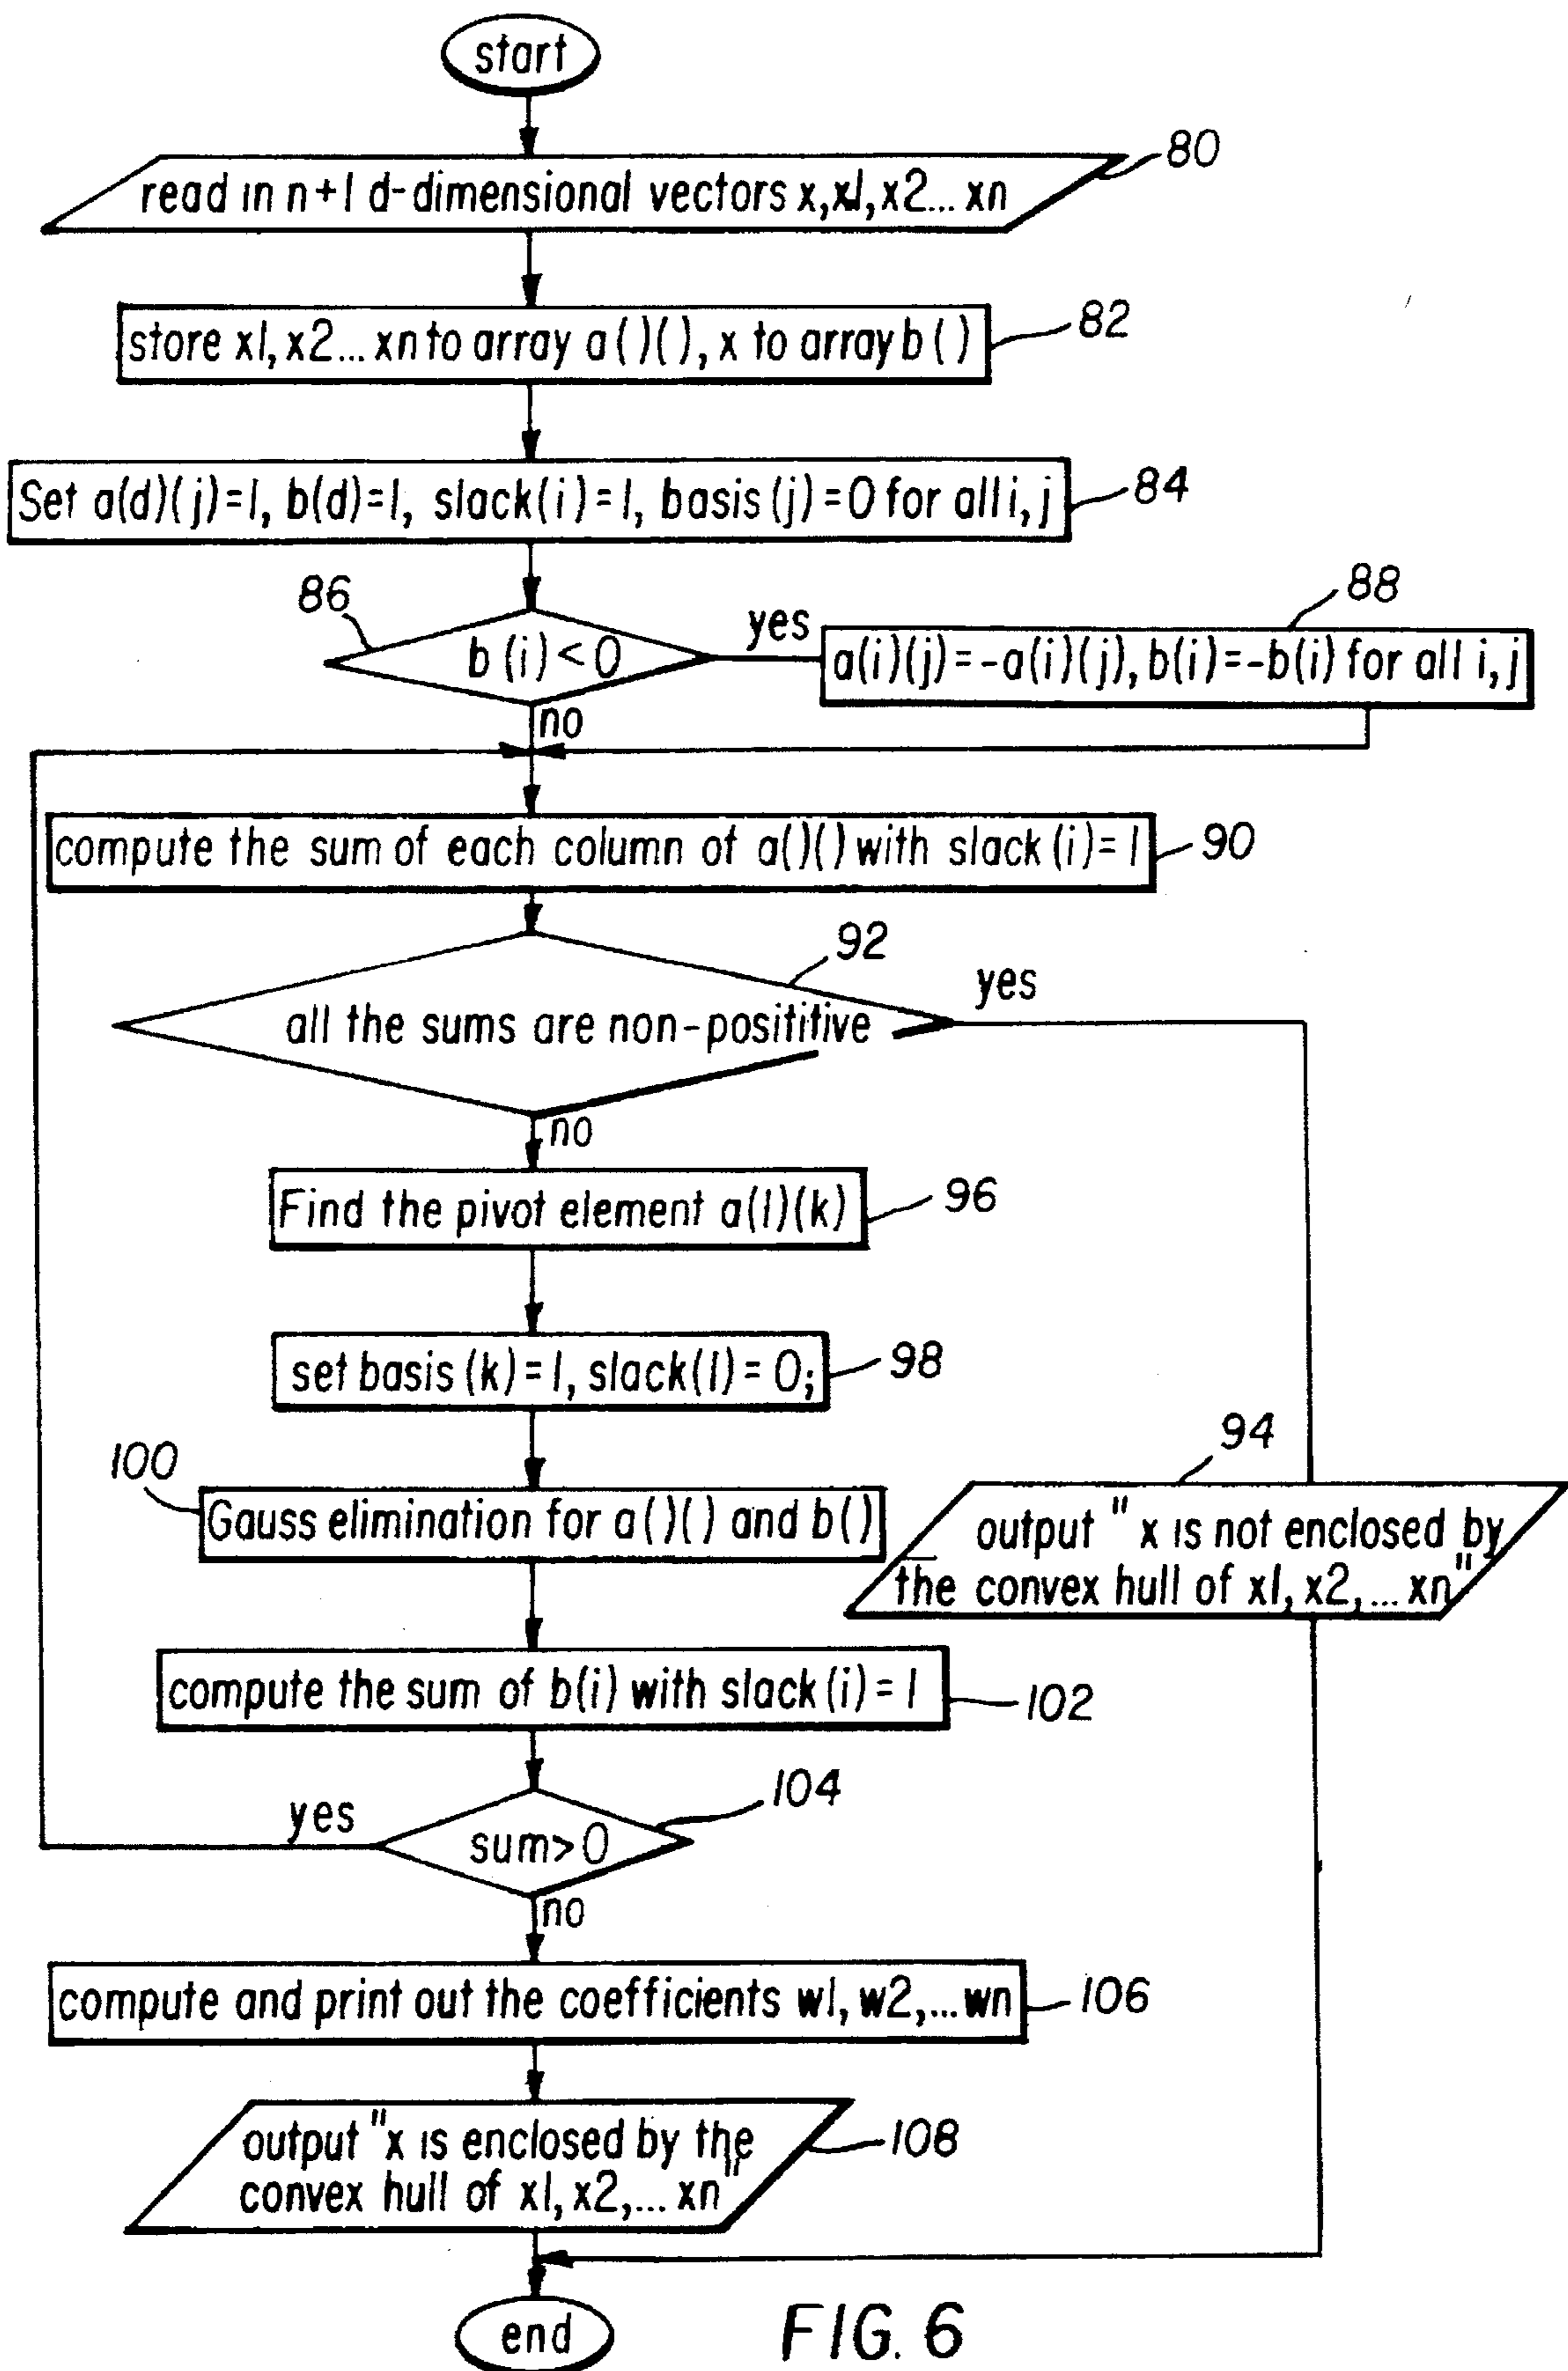 start
80
read in n+1 d-dimensional vectors x,x1,x2... xn
82
store x1, x2... xn to array a()(), x to array b()
84
Set a(d)(j)=1, b(d)=1, slack(i)=1, basis(j)=0 for all i, j
86
b(i)<0
yes
88
a(i)(j)=-a(i)(j), b(i)=-b(i) for all i, j
no
compute the sum of each column of a()() with slack(i)=1
90
92
all the sums are non-posititive
yes
no
Find the pivot element a(l)(k)
96
set basis(k)=1, slack(l)=0;
98
100
Gauss elimination for a()() and b()
94
output "x is not enclosed by
the convex hull of x1, x2,... xn"
compute the sum of b(i) with slack(i)=1
102
104
yes
sum>0
no
compute and print out the coefficients w1, w2,... wn
106
output "x is enclosed by the
convex hull of x1, x2,... xn"
108
end
FIG. 6